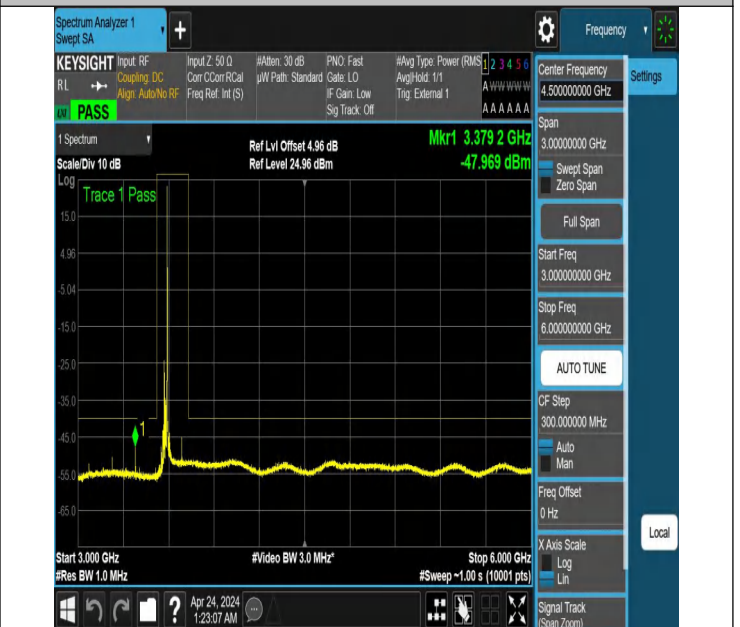 Spectrum Analyzer 1
Swept SA
+
Frequency
KEYSIGHT
RL
LXI
PASS
Input: RF
Coupling: DC
Align: Auto/No RF
Input Z: 50 Ω
Corr CCorr RCal
Freq Ref: Int (S)
#Atten: 30 dB
µW Path: Standard
PNO: Fast
Gate: LO
IF Gain: Low
Sig Track: Off
#Avg Type: Power (RMS
Avg|Hold: 1/1
Trig: External 1
1 2 3 4 5 6
A W W W W W
A A A A A A
Center Frequency
4.500000000 GHz
Settings
1 Spectrum
Scale/Div 10 dB
Ref Lvl Offset 4.96 dB
Ref Level 24.96 dBm
Mkr1 3.379 2 GHz
-47.969 dBm
Span
3.00000000 GHz
Swept Span
Zero Span
Full Span
Start Freq
3.000000000 GHz
Stop Freq
6.000000000 GHz
AUTO TUNE
CF Step
300.000000 MHz
Auto
Man
Freq Offset
0 Hz
X Axis Scale
Log
Lin
Signal Track
(Span Zoom)
Local
Log
Trace 1 Pass
15.0
4.96
-5.04
-15.0
-25.0
-35.0
-45.0
-55.0
-65.0
1
Start 3.000 GHz
#Res BW 1.0 MHz
#Video BW 3.0 MHz*
Stop 6.000 GHz
#Sweep ~1.00 s (10001 pts)
?
Apr 24, 2024
1:23:07 AM